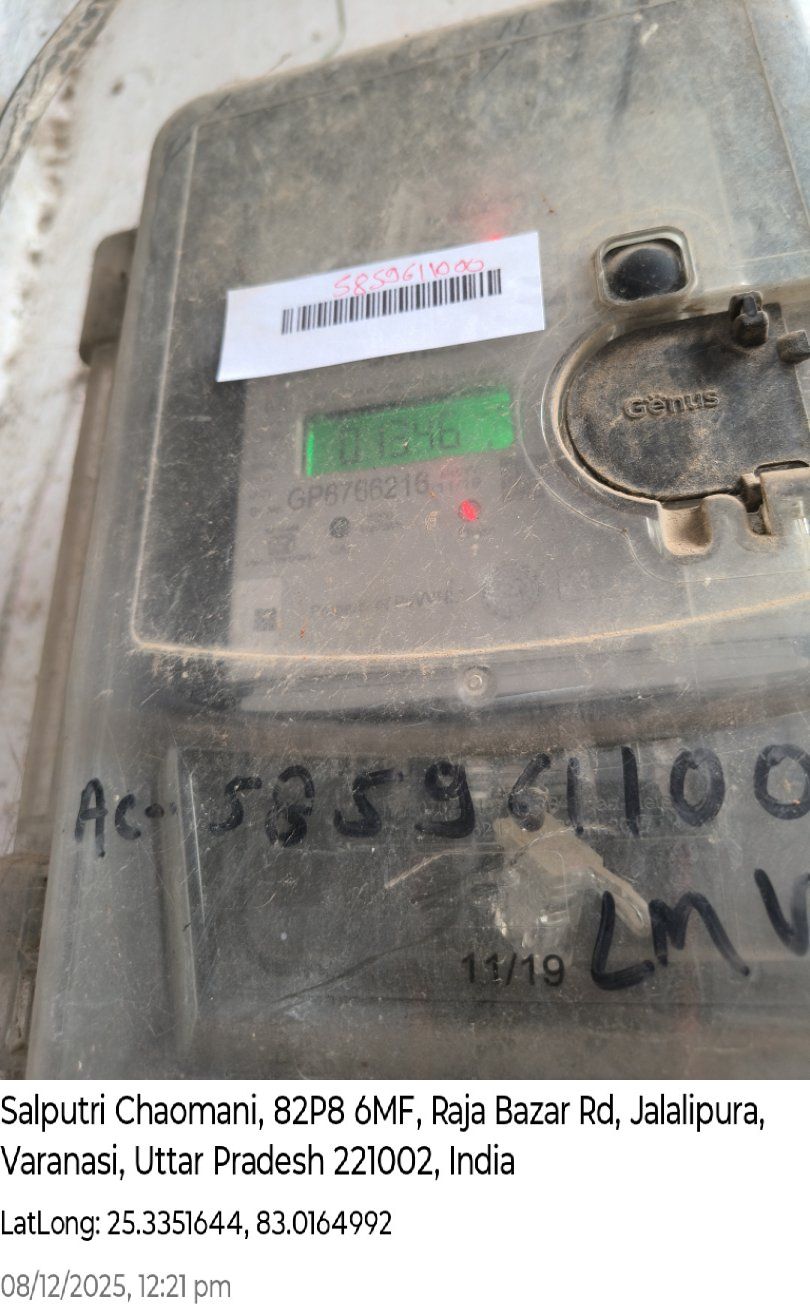 5859611000
Genus
01346
GP6766216
AC- 585961100
11/19
LMV
Salputri Chaomani, 82P8 6MF, Raja Bazar Rd, Jalalipura,
Varanasi, Uttar Pradesh 221002, India
LatLong: 25.3351644, 83.0164992
08/12/2025, 12:21 pm